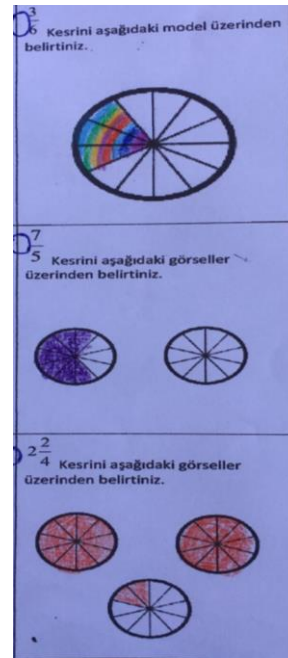 3/6 Kesrini aşağıdaki model üzerinden
belirtiniz.
7/5 Kesrini aşağıdaki görseller
üzerinden belirtiniz.
2 2/4 Kesrini aşağıdaki görseller
üzerinden belirtiniz.